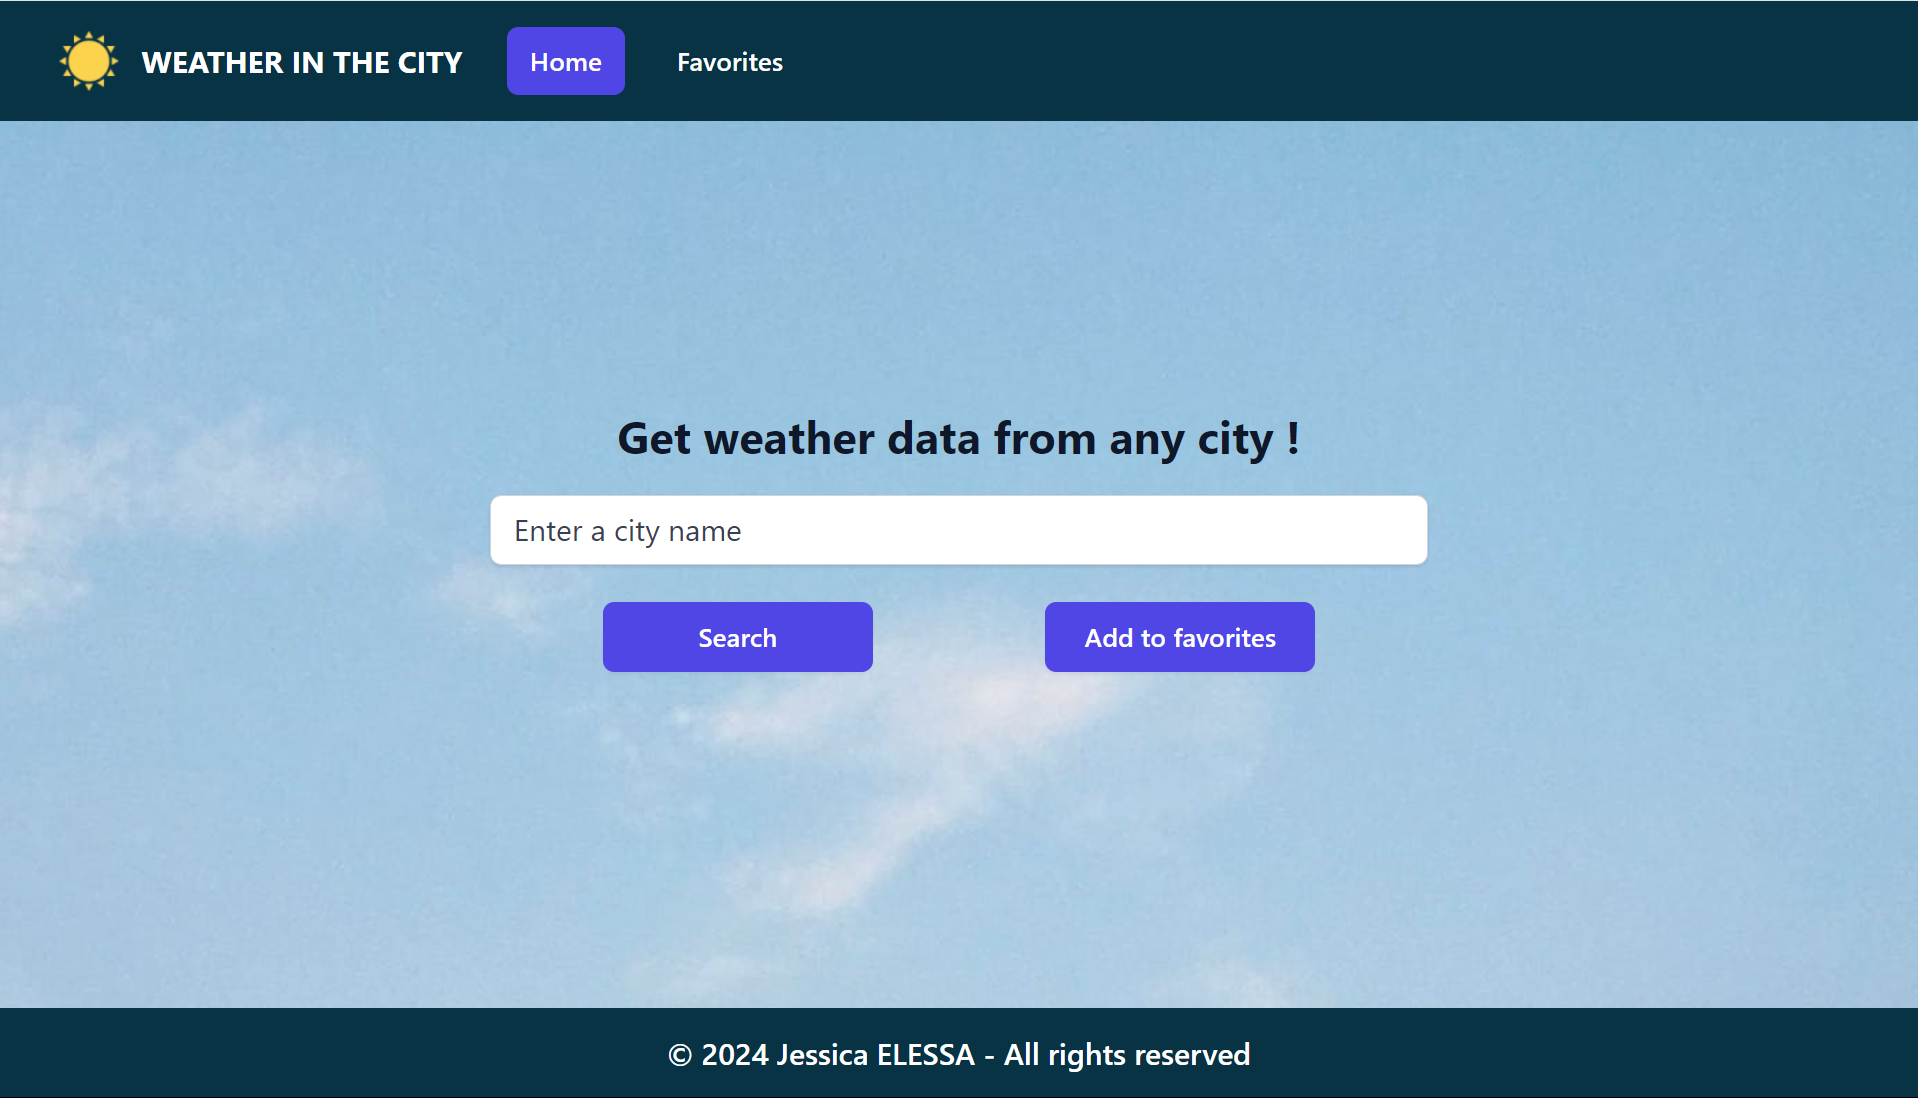 WEATHER IN THE CITY Home Favorites
Get weather data from any city !
Enter a city name
Search Add to favorites
© 2024 Jessica ELESSA - All rights reserved